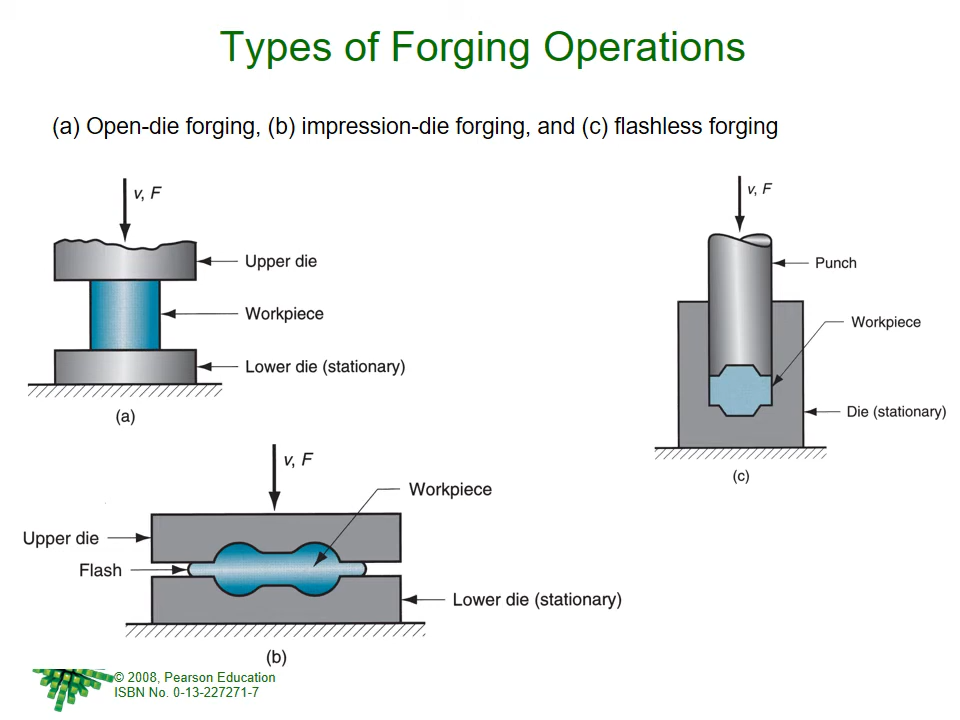 Types of Forging Operations
(a) Open-die forging, (b) impression-die forging, and (c) flashless forging
v, F
Upper die
Workpiece
Lower die (stationary)
(a)
v, F
Punch
Workpiece
Die (stationary)
(c)
v, F
Workpiece
Upper die
Flash
Lower die (stationary)
(b)
© 2008, Pearson Education
ISBN No. 0-13-227271-7